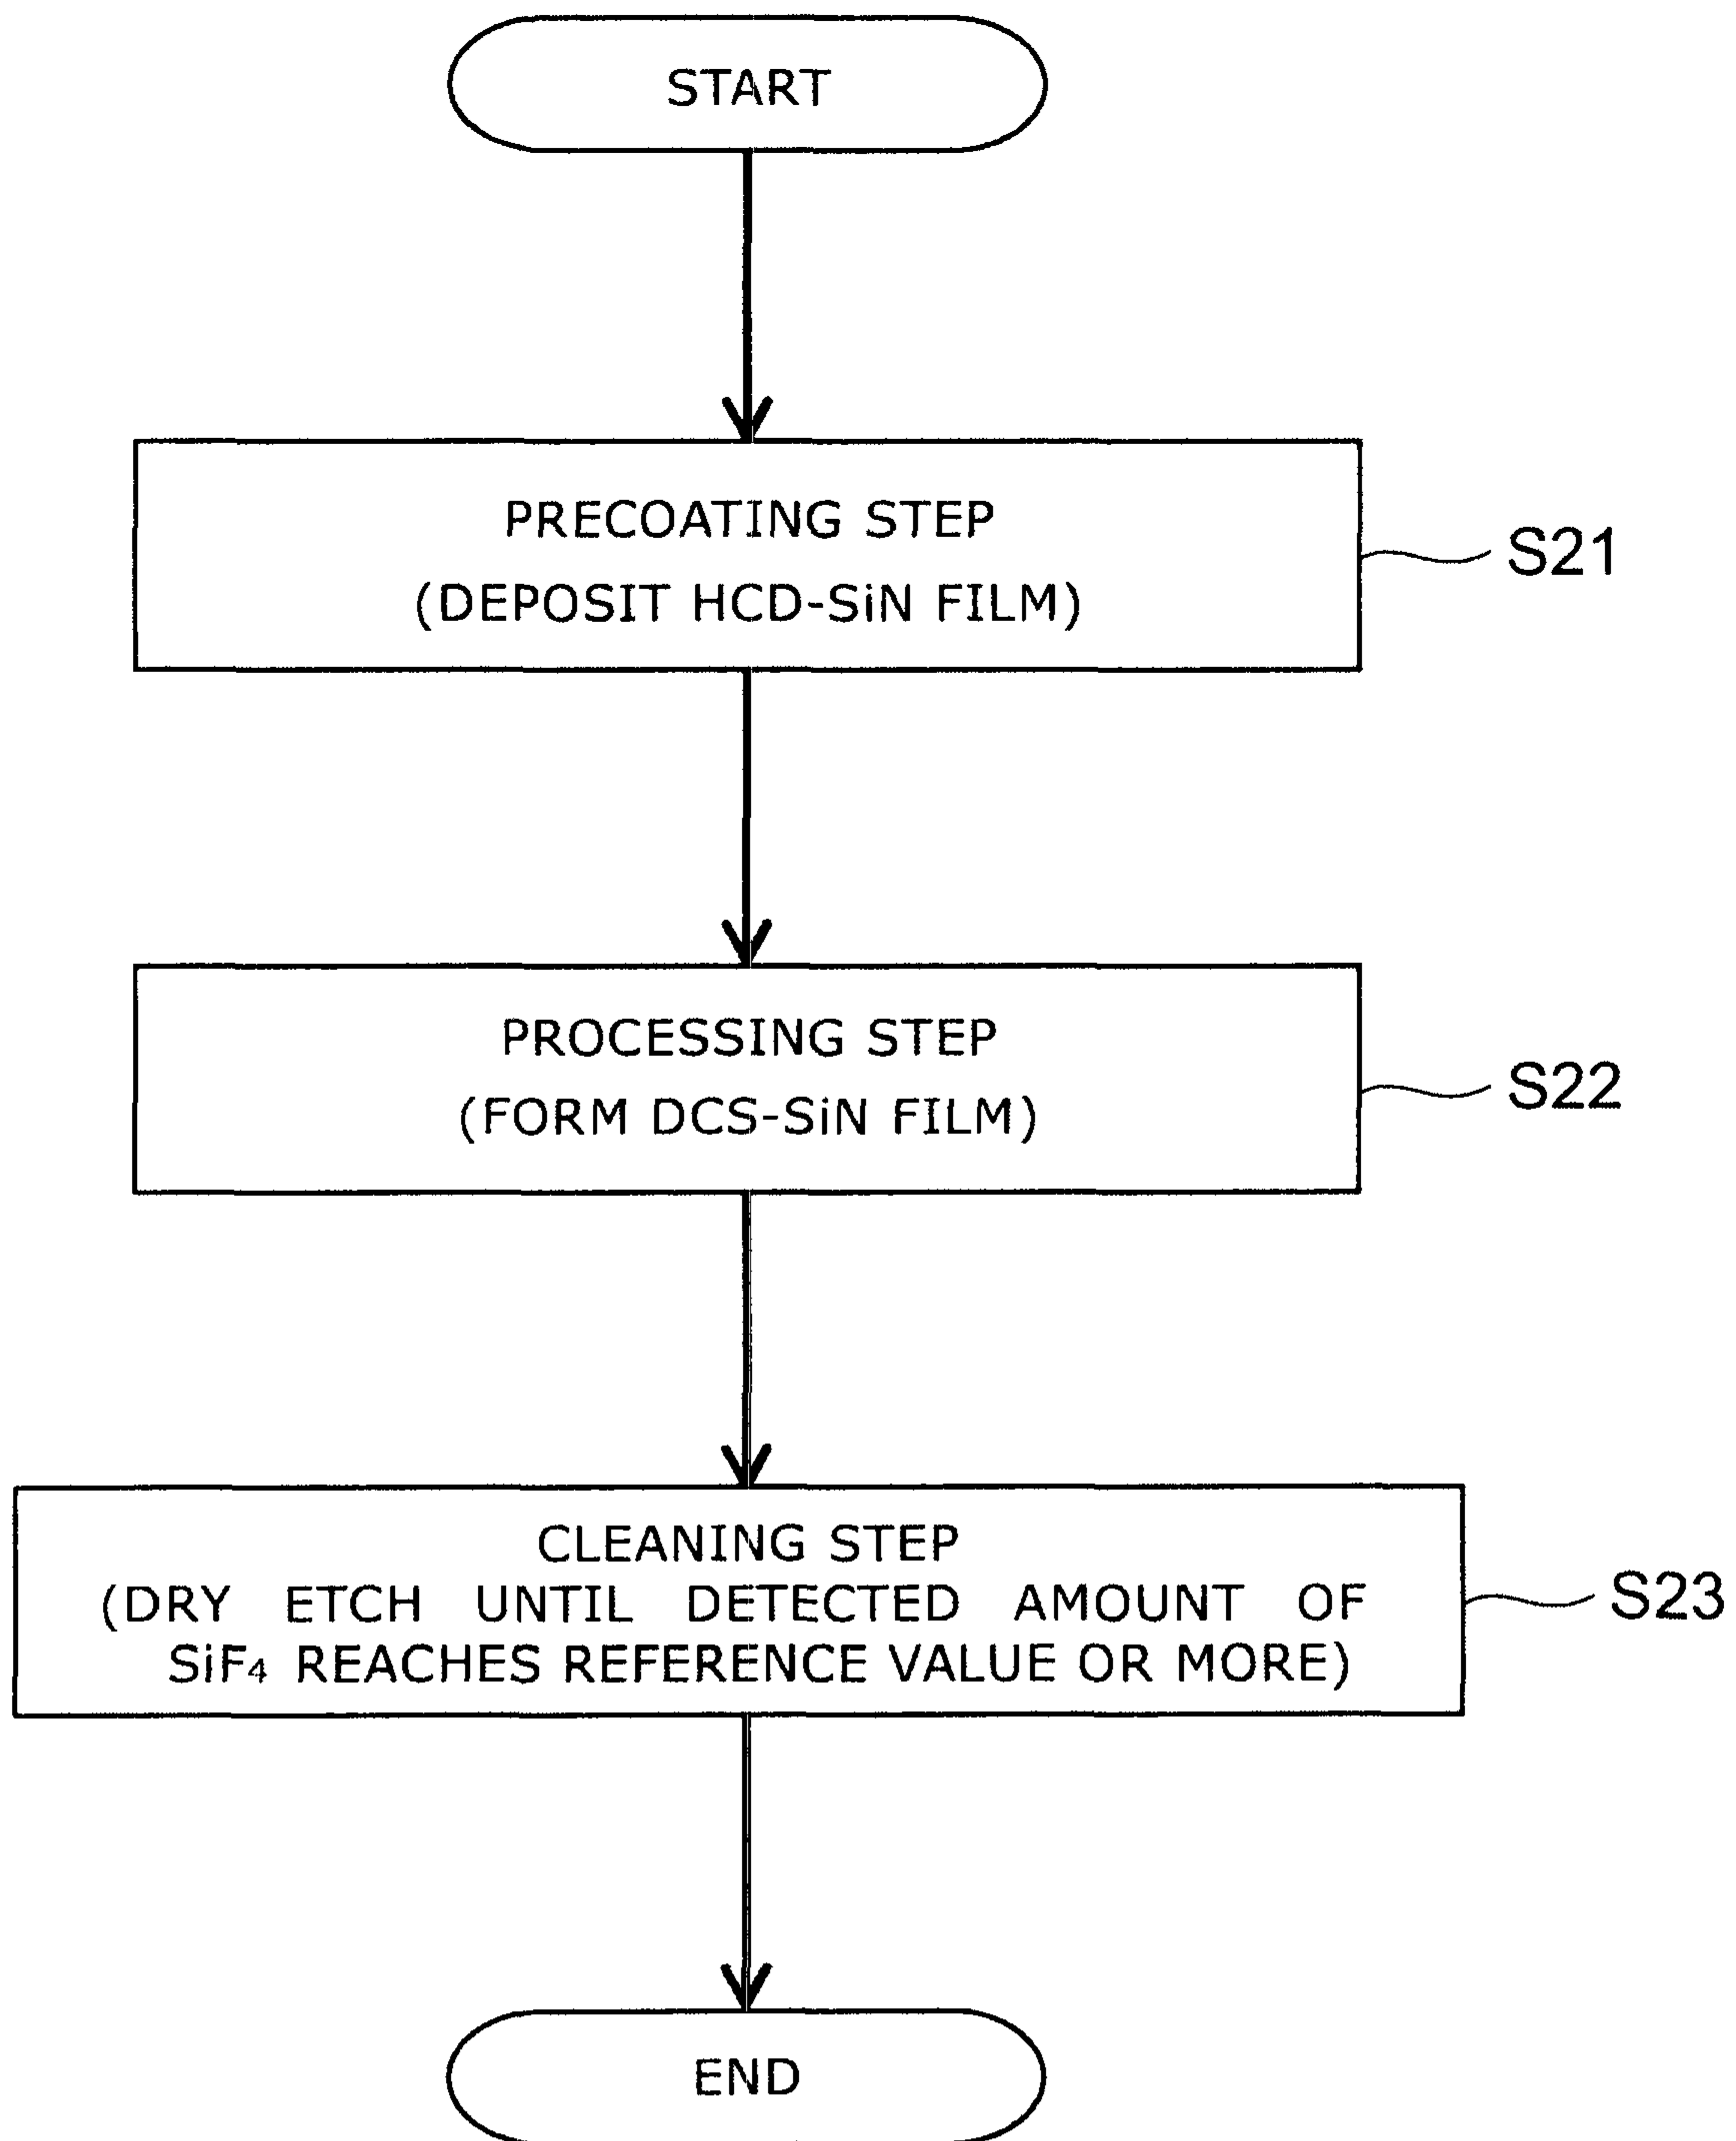 START
PRECOATING STEP
(DEPOSIT HCD-SiN FILM)
S21
PROCESSING STEP
(FORM DCS-SiN FILM)
S22
CLEANING STEP
(DRY ETCH UNTIL DETECTED AMOUNT OF
SiF₄ REACHES REFERENCE VALUE OR MORE)
S23
END